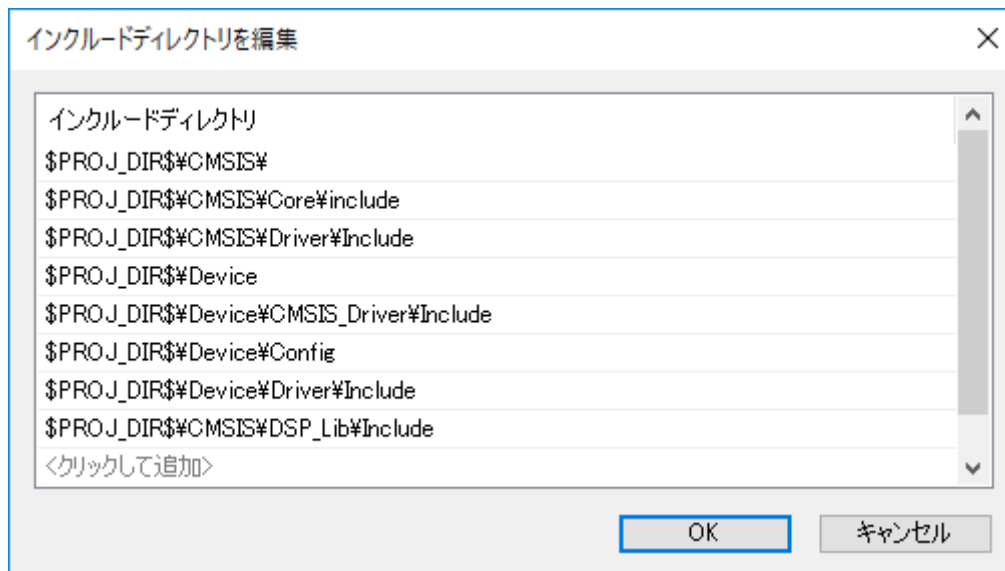 インクルードディレクトリを編集
インクルードディレクトリ
$PROJ_DIR$¥CMSIS¥
$PROJ_DIR$¥CMSIS¥Core¥include
$PROJ_DIR$¥CMSIS¥Driver¥Include
$PROJ_DIR$¥Device
$PROJ_DIR$¥Device¥CMSIS_Driver¥Include
$PROJ_DIR$¥Device¥Config
$PROJ_DIR$¥Device¥Driver¥Include
$PROJ_DIR$¥CMSIS¥DSP_Lib¥Include
<クリックして追加>
OK キャンセル